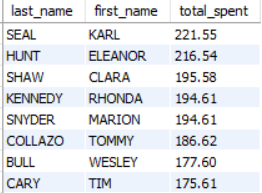 last_name first_name total_spent
SEAL KARL 221.55
HUNT ELEANOR 216.54
SHAW CLARA 195.58
KENNEDY RHONDA 194.61
SNYDER MARION 194.61
COLLAZO TOMMY 186.62
BULL WESLEY 177.60
CARY TIM 175.61